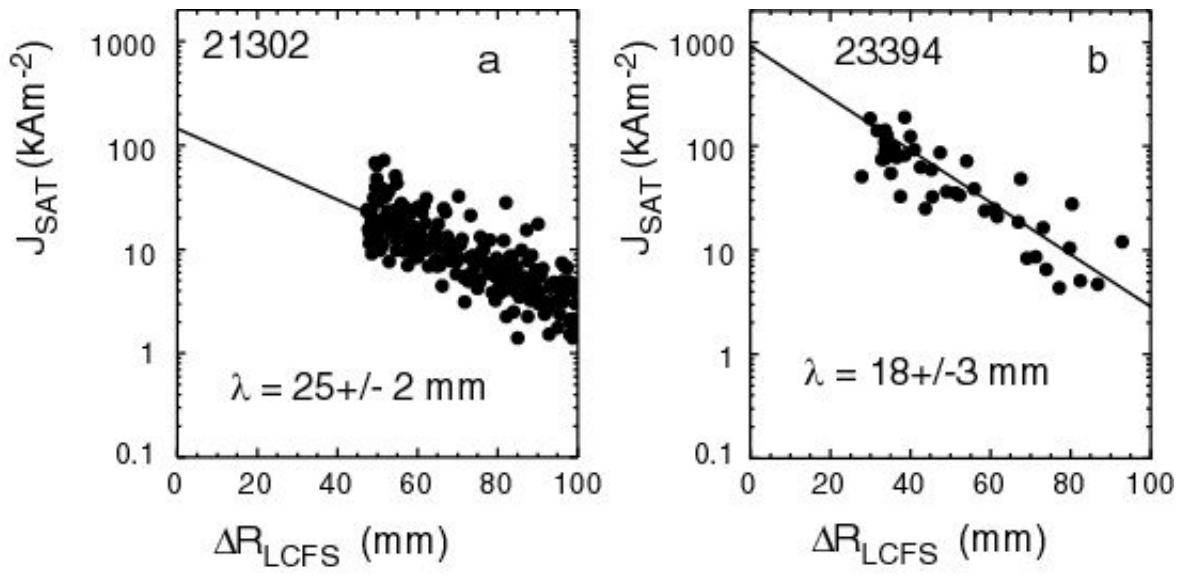 21302
a
J_SAT (kAm^-2)
1000
100
10
1
0.1
λ = 25+/- 2 mm
0 20 40 60 80 100
ΔR_LCFS (mm)
23394
b
J_SAT (kAm^-2)
1000
100
10
1
0.1
λ = 18+/-3 mm
0 20 40 60 80 100
ΔR_LCFS (mm)